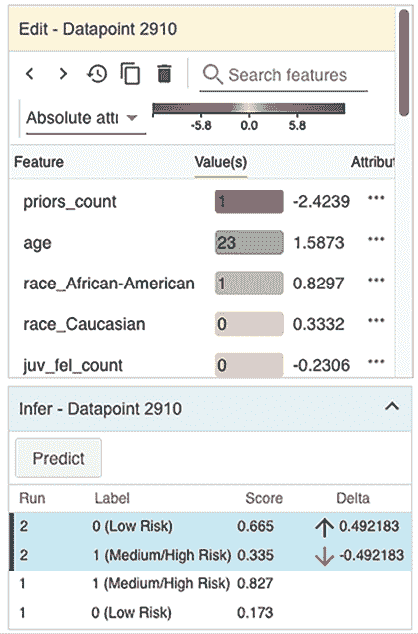 Edit - Datapoint 2910
Search features
Absolute attı
-5.8 0.0 5.8
Feature Value(s) Attribut
priors_count 1 -2.4239
age 23 1.5873
race_African-American 1 0.8297
race_Caucasian 0 0.3332
juv_fel_count 0 -0.2306
Infer - Datapoint 2910
Predict
Run Label Score Delta
2 0 (Low Risk) 0.665 0.492183
2 1 (Medium/High Risk) 0.335 -0.492183
1 1 (Medium/High Risk) 0.827
1 0 (Low Risk) 0.173